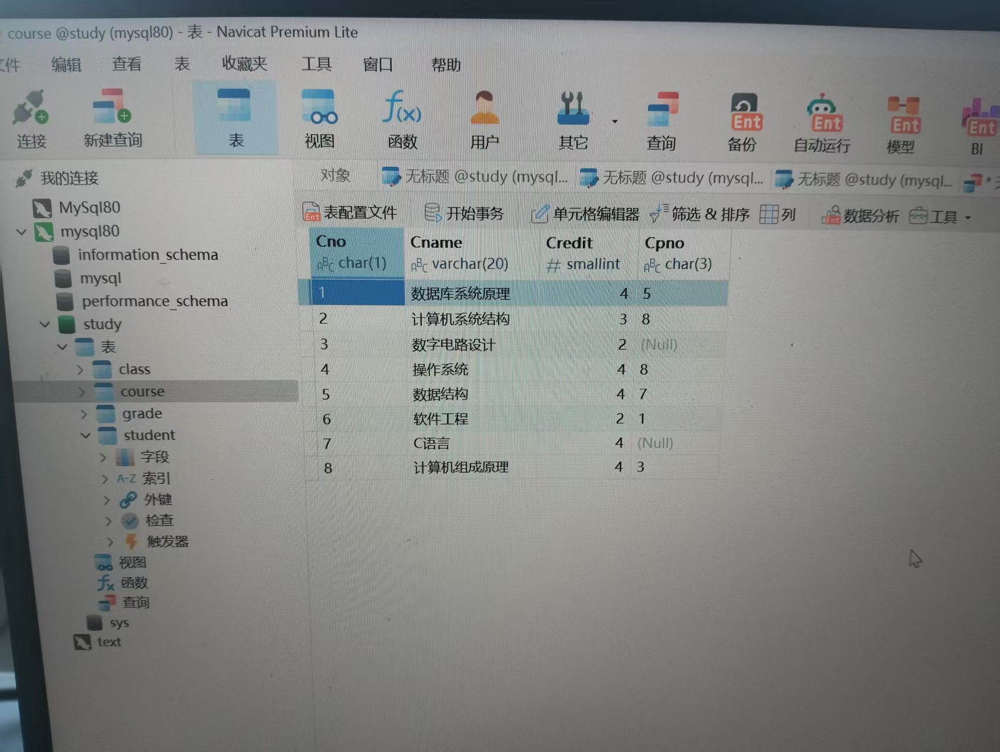 course @study (mysql80) - 表 - Navicat Premium Lite
文件 编辑 查看 表 收藏夹 工具 窗口 帮助
连接 新建查询 表 视图 函数 用户 其它 查询 备份 自动运行 模型 BI
f(x) Ent Ent Ent Ent
我的连接
MySql80
mysql80
information_schema
mysql
performance_schema
study
表
class
course
grade
student
字段
A-Z 索引
外键
检查
触发器
视图
fx 函数
查询
sys
text
对象 无标题 @study (mysql... 无标题 @study (mysql... 无标题 @study (mysql... *
Ent 表配置文件 开始事务 单元格编辑器 筛选 & 排序 列 Ent 数据分析 工具
Cno Cname Credit Cpno
ABC char(1) ABC varchar(20) # smallint ABC char(3)
1 数据库系统原理 4 5
2 计算机系统结构 3 8
3 数字电路设计 2 (Null)
4 操作系统 4 8
5 数据结构 4 7
6 软件工程 2 1
7 C语言 4 (Null)
8 计算机组成原理 4 3